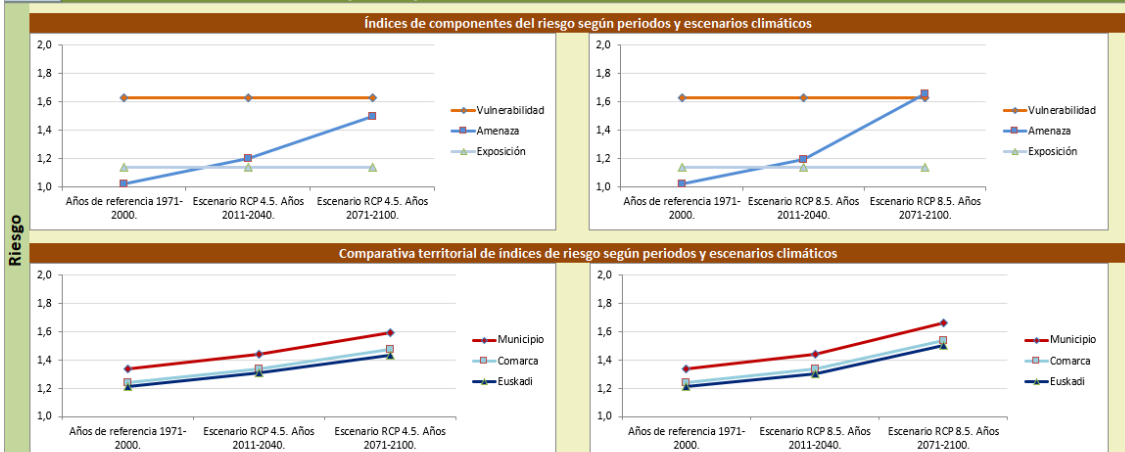 Índices de componentes del riesgo según periodos y escenarios climáticos
2,0
1,8
1,6
1,4
1,2
1,0
Vulnerabilidad
Amenaza
Exposición
Años de referencia 1971-
2000.
Escenario RCP 4.5. Años
2011-2040.
Escenario RCP 4.5. Años
2071-2100.
2,0
1,8
1,6
1,4
1,2
1,0
Vulnerabilidad
Amenaza
Exposición
Años de referencia 1971-
2000.
Escenario RCP 8.5. Años
2011-2040.
Escenario RCP 8.5. Años
2071-2100.
Riesgo
Comparativa territorial de índices de riesgo según periodos y escenarios climáticos
2,0
1,8
1,6
1,4
1,2
1,0
Municipio
Comarca
Euskadi
Años de referencia 1971-
2000.
Escenario RCP 4.5. Años
2011-2040.
Escenario RCP 4.5. Años
2071-2100.
2,0
1,8
1,6
1,4
1,2
1,0
Municipio
Comarca
Euskadi
Años de referencia 1971-
2000.
Escenario RCP 8.5. Años
2011-2040.
Escenario RCP 8.5. Años
2071-2100.